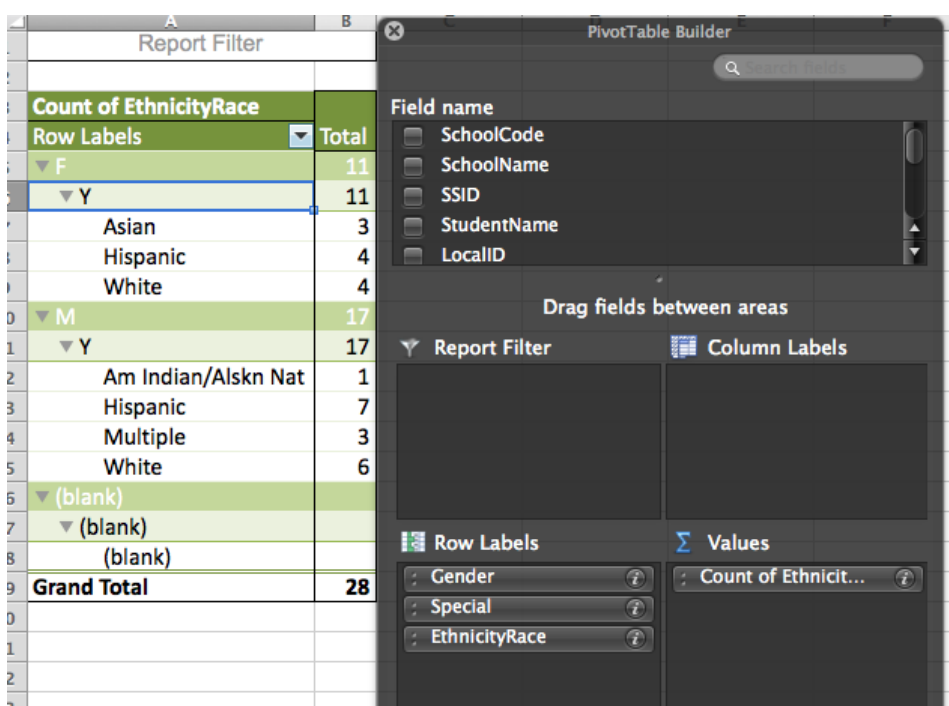 A B
Report Filter
Count of EthnicityRace
Row Labels Total
F 11
Y 11
Asian 3
Hispanic 4
White 4
M 17
Y 17
Am Indian/Alskn Nat 1
Hispanic 7
Multiple 3
White 6
(blank)
(blank)
(blank)
Grand Total 28
PivotTable Builder
Search fields
Field name
SchoolCode
SchoolName
SSID
StudentName
LocalID
Drag fields between areas
Report Filter
Column Labels
Row Labels
Gender
Special
EthnicityRace
Values
Count of Ethnicit...